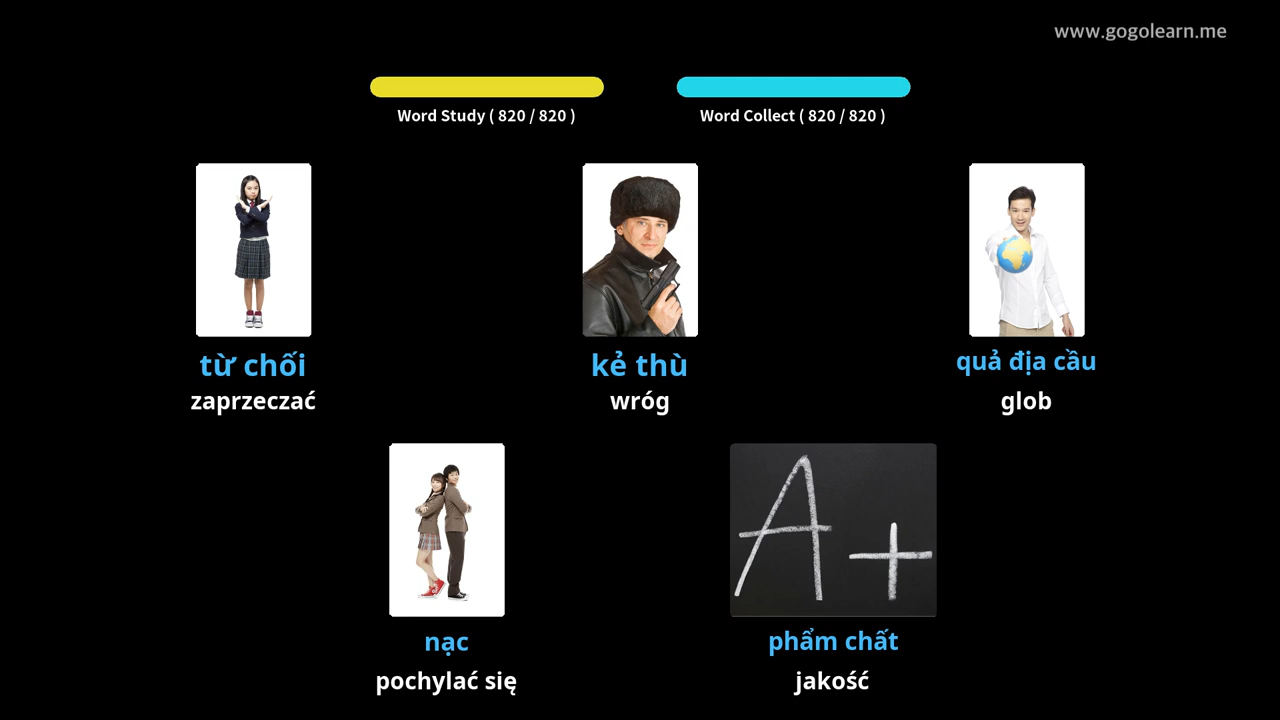 www.gogolearn.me
Word Study ( 820 / 820 )
Word Collect ( 820 / 820 )
từ chối
zaprzeczać
kẻ thù
wróg
quả địa cầu
glob
nạc
pochylać się
A+
phẩm chất
jakość